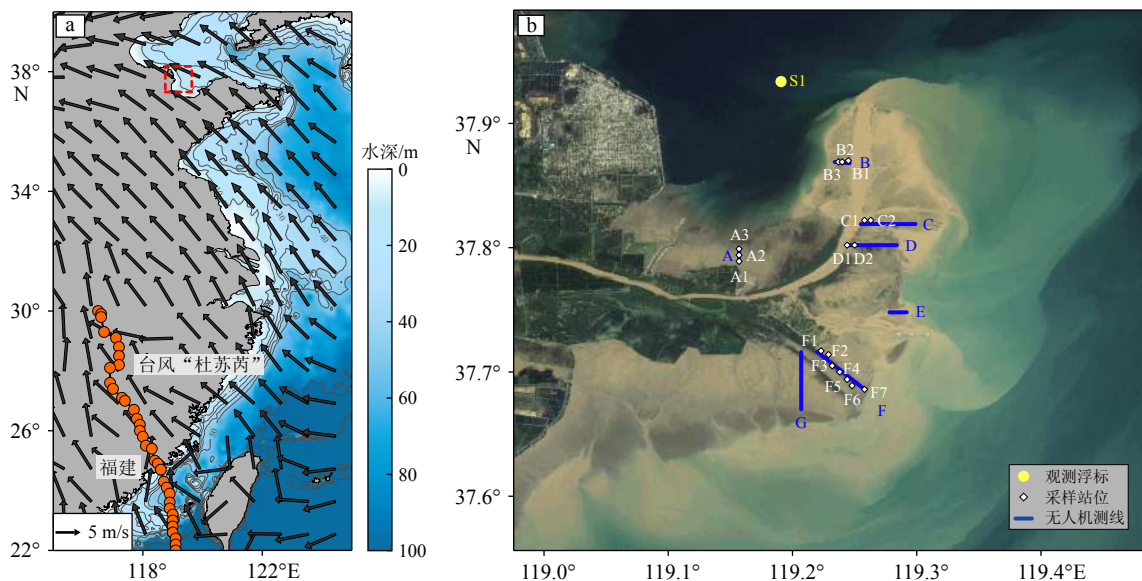 a
38°
N
34°
30°
26°
22°
118°
122°E
台风“杜苏芮”
福建
5 m/s
水深/m
0
20
40
60
80
100
b
S1
37.9°
N
37.8°
37.7°
37.6°
B2
B
B3
B1
C1
C2
C
D
D1
D2
A3
A
A2
A1
E
F1
F2
F3
F4
F5
F6
F7
F
G
观测浮标
采样站位
无人机测线
119.0°
119.1°
119.2°
119.3°
119.4°E